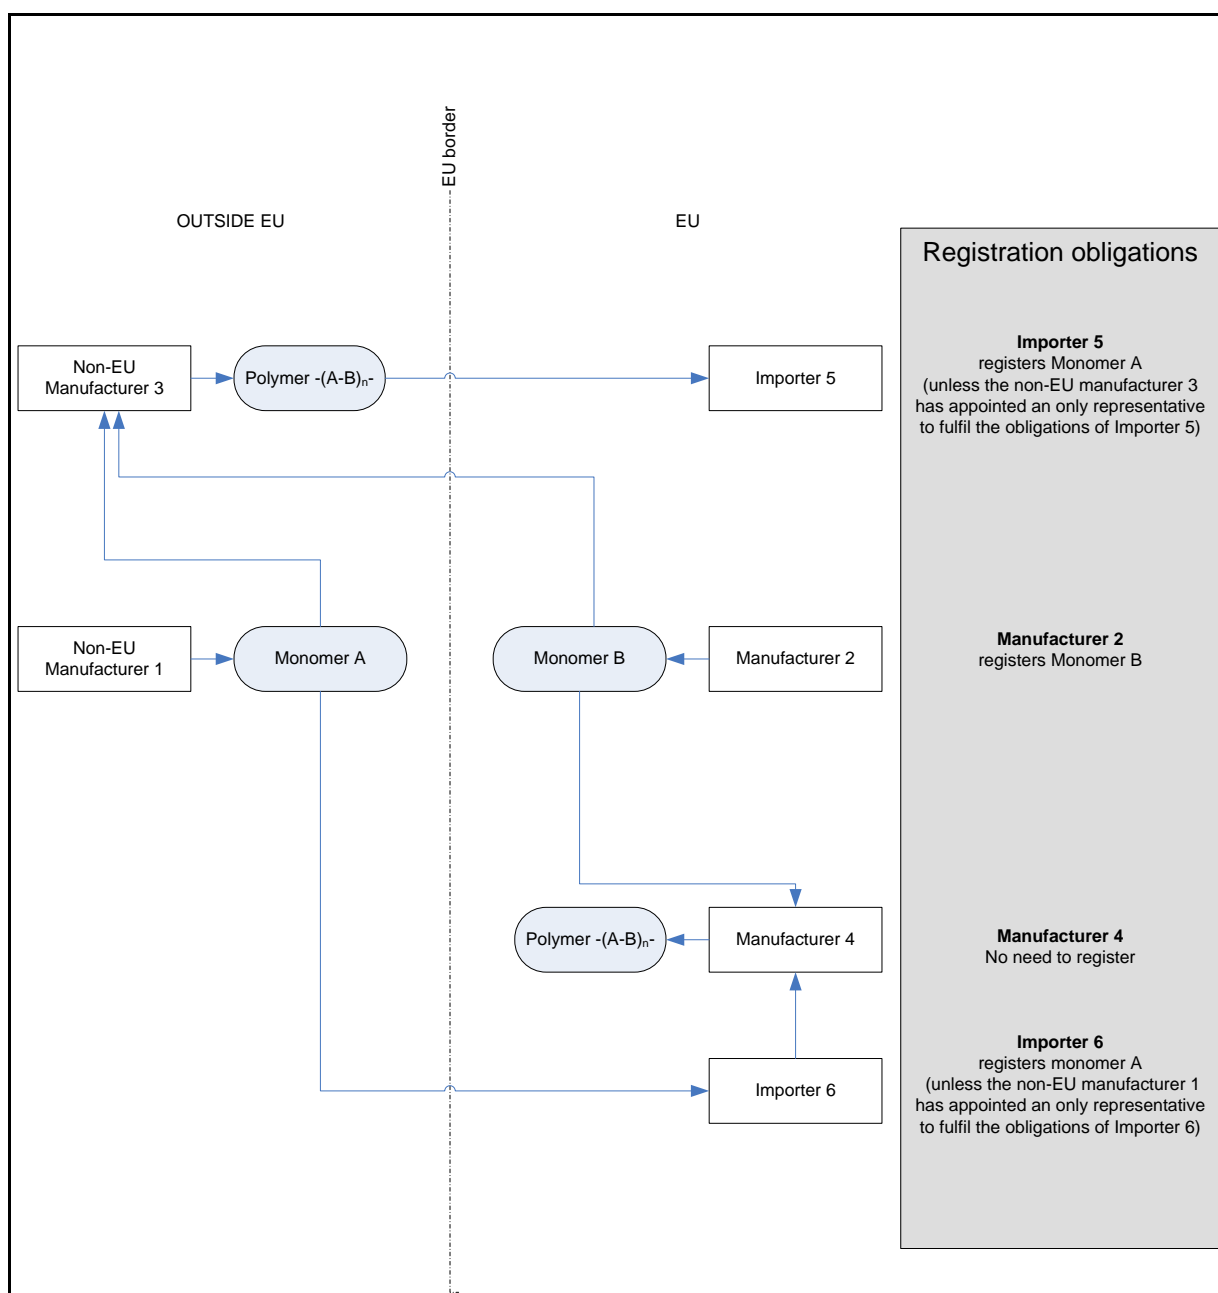 EU border
OUTSIDE EU
EU
Registration obligations
Non-EU
Manufacturer 3
Polymer -(A-B)n-
Importer 5
Importer 5
registers Monomer A
(unless the non-EU manufacturer 3
has appointed an only representative
to fulfil the obligations of Importer 5)
Non-EU
Manufacturer 1
Monomer A
Monomer B
Manufacturer 2
Manufacturer 2
registers Monomer B
Polymer -(A-B)n-
Manufacturer 4
Manufacturer 4
No need to register
Importer 6
Importer 6
registers monomer A
(unless the non-EU manufacturer 1
has appointed an only representative
to fulfil the obligations of Importer 6)